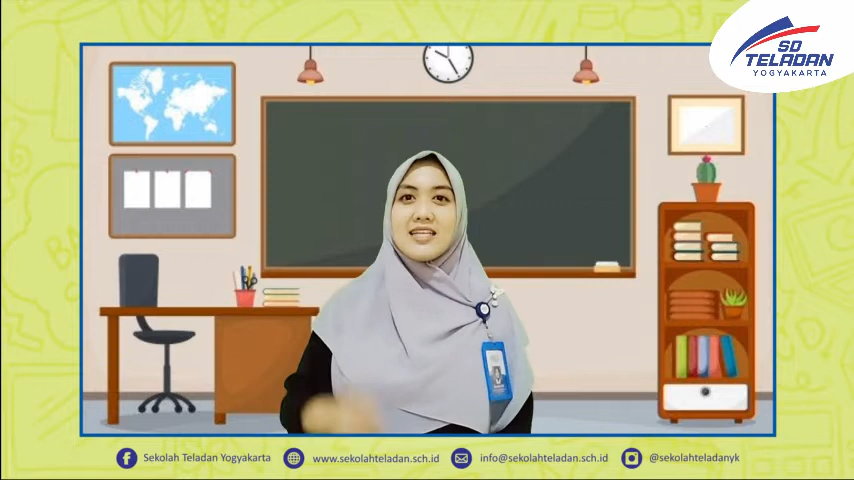 SD
TELADAN
YOGYAKARTA
Sekolah Teladan Yogyakarta
www.sekolahteladan.sch.id
info@sekolahteladan.sch.id
@sekolahteladanyk